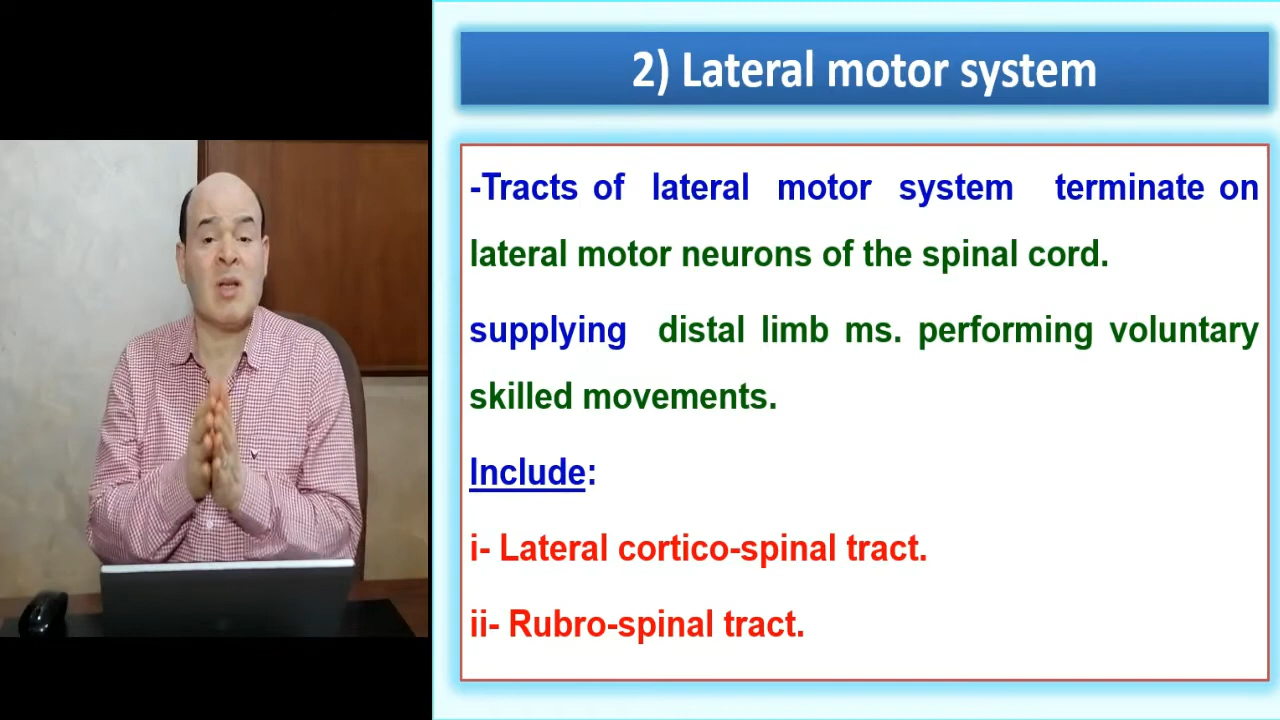 2) Lateral motor system
-Tracts of lateral motor system terminate on
lateral motor neurons of the spinal cord.
supplying distal limb ms. performing voluntary
skilled movements.
Include:
i- Lateral cortico-spinal tract.
ii- Rubro-spinal tract.